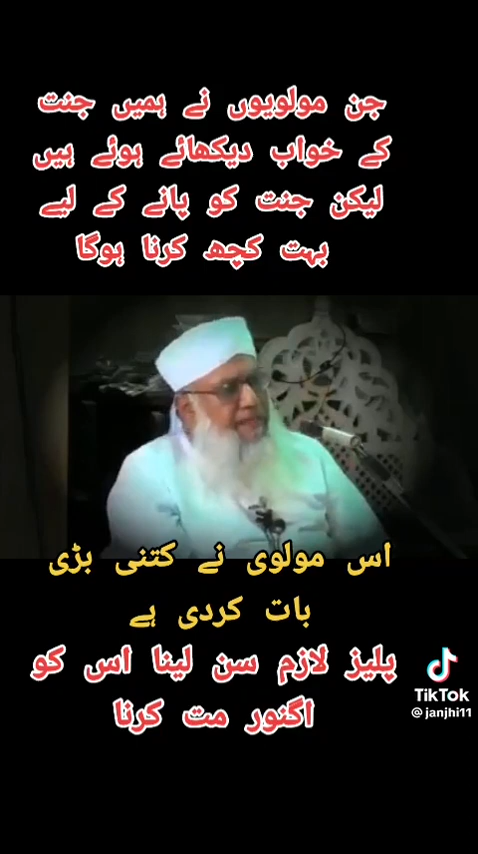 جن مولویوں نے ہمیں جنت
کے خواب دیکھائے ہوئے ہیں
لیکن جنت کو پانے کے لیے
بہت کچھ کرنا ہوگا
اس مولوی نے کتنی بڑی
بات کردی ہے
پلیز لازم سن لینا اس کو
اگنور مت کرنا
TikTok
@janjhi11